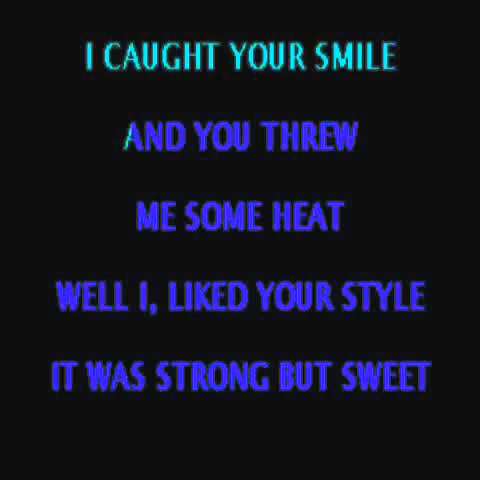 I CAUGHT YOUR SMILE
AND YOU THREW
ME SOME HEAT
WELL I, LIKED YOUR STYLE
IT WAS STRONG BUT SWEET